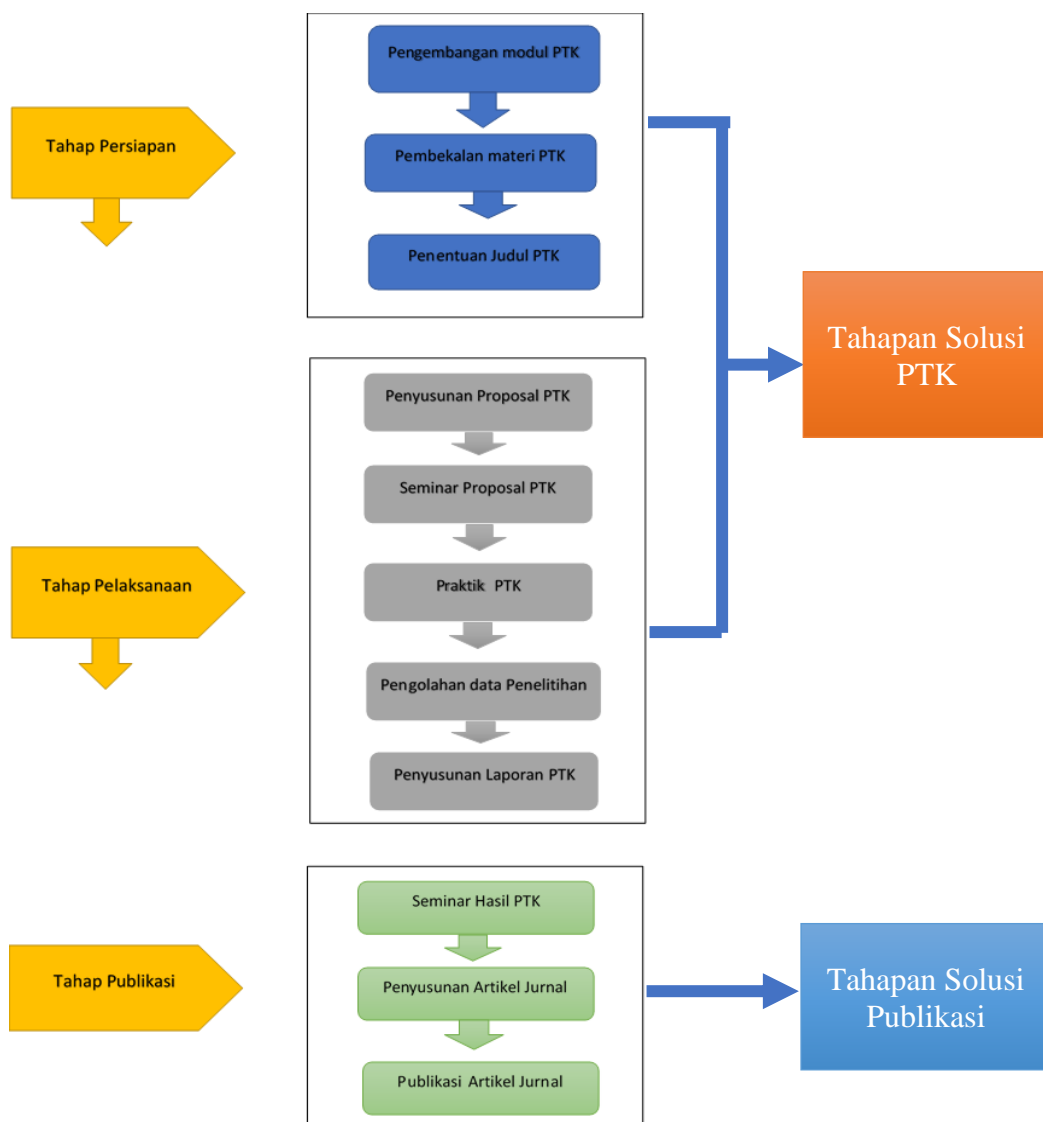 Tahap Persiapan
Pengembangan modul PTK
Pembekalan materi PTK
Penentuan Judul PTK
Tahapan Solusi
PTK
Tahap Pelaksanaan
Penyusunan Proposal PTK
Seminar Proposal PTK
Praktik PTK
Pengolahan data Penelitihan
Penyusunan Laporan PTK
Tahap Publikasi
Seminar Hasil PTK
Penyusunan Artikel Jurnal
Publikasi Artikel Jurnal
Tahapan Solusi
Publikasi